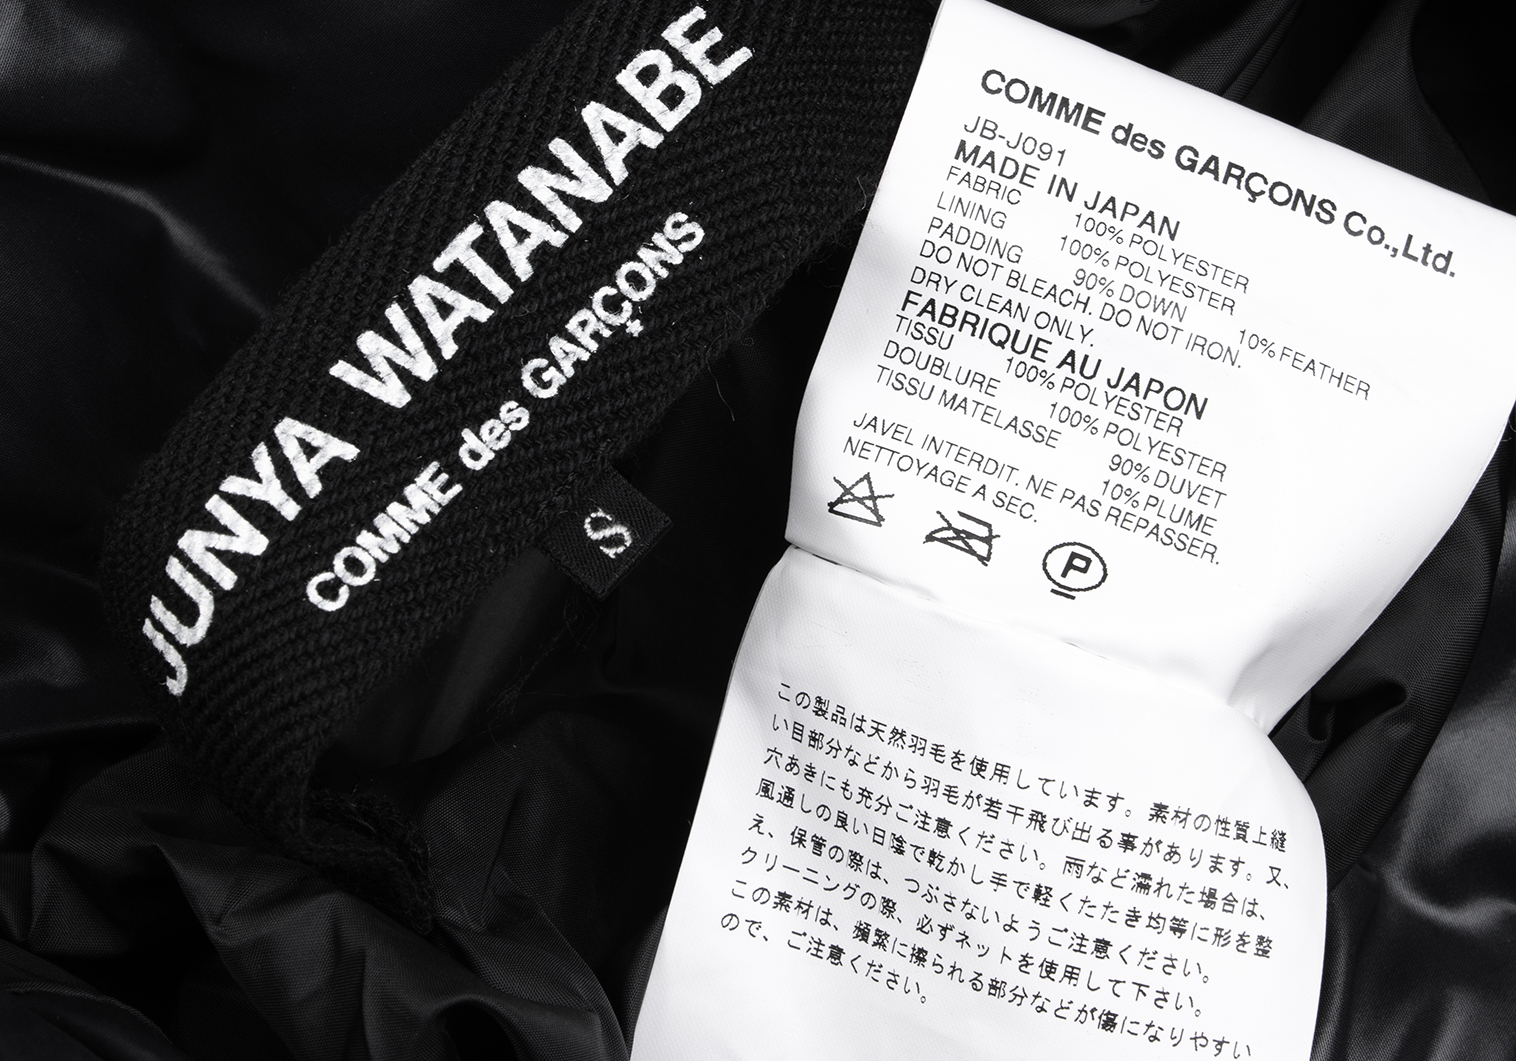 JUNYA WATANABE
COMME des GARÇONS
S
COMME des GARÇONS Co.,Ltd.
JB-J091
MADE IN JAPAN
FABRIC 100% POLYESTER
LINING 100% POLYESTER
PADDING 90% DOWN 10% FEATHER
DO NOT BLEACH. DO NOT IRON.
DRY CLEAN ONLY.
FABRIQUE AU JAPON
TISSU 100% POLYESTER
DOUBLURE 100% POLYESTER
TISSU MATELASSE 90% DUVET
10% PLUME
JAVEL INTERDIT. NE PAS REPASSER.
NETTOYAGE A SEC.
P
この製品は天然羽毛を使用しています。素材の性質上縫
い目部分などから羽毛が若干飛び出る事があります。又、
穴あきにも充分ご注意ください。雨など濡れた場合は、
風通しの良い日陰で乾かし手で軽くたたき均等に形を整
え、保管の際は、つぶさないようご注意ください。
クリーニングの際、必ずネットを使用して下さい。
この素材は、頻繁に擦られる部分などが傷になりやすい
ので、ご注意ください。